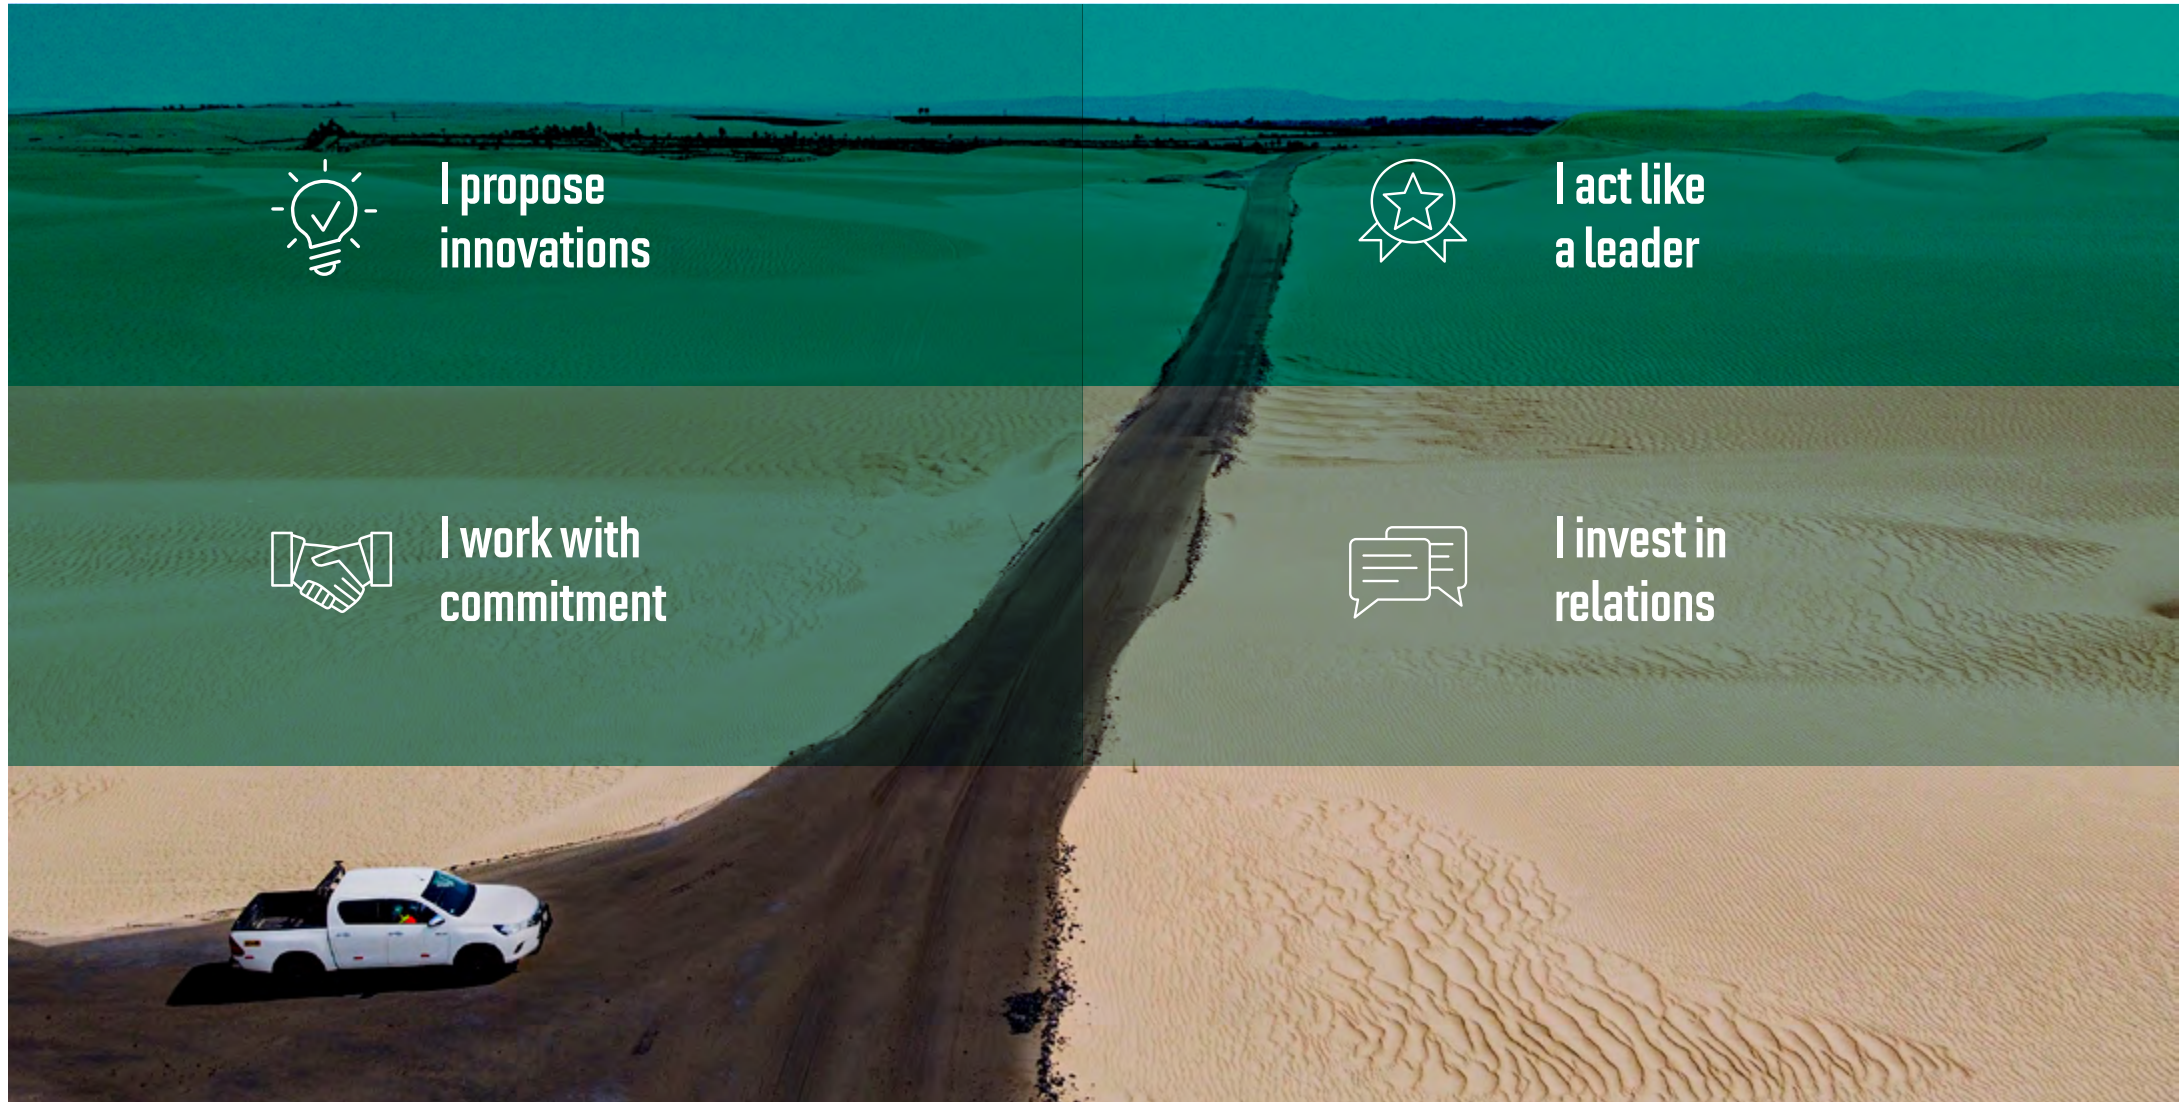 I propose
innovations
I act like
a leader
I work with
commitment
I invest in
relations